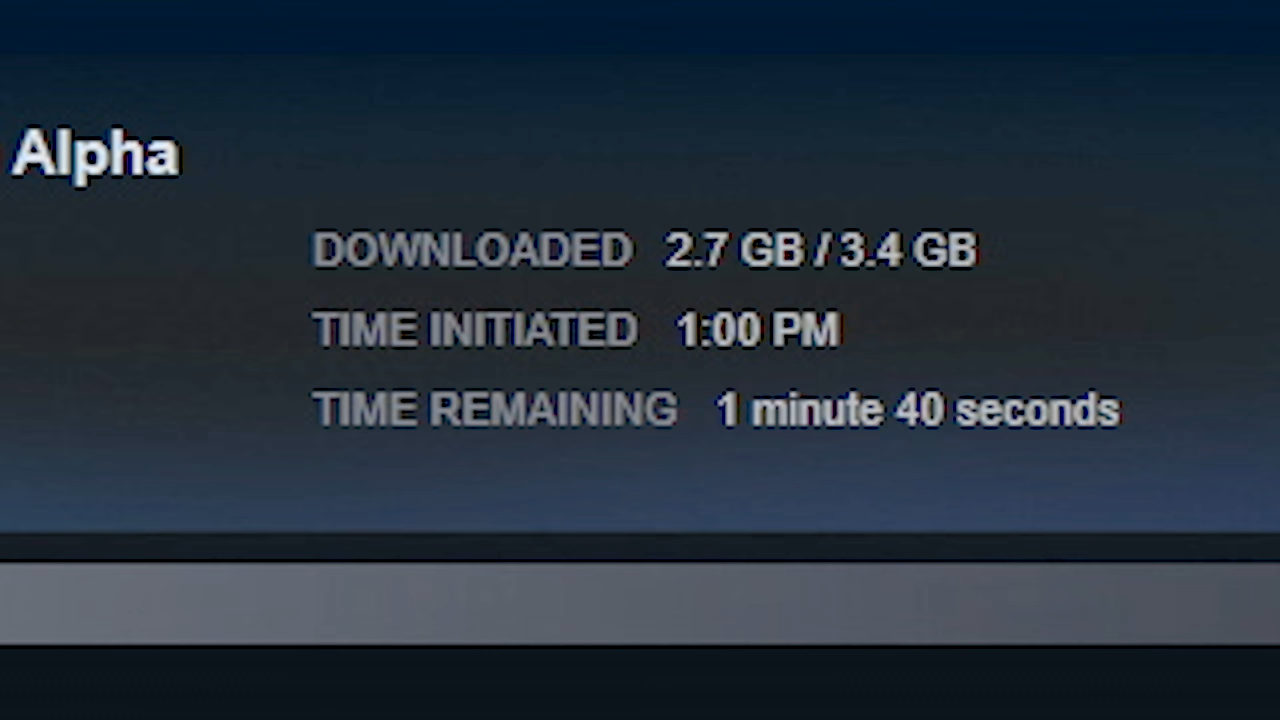 Alpha
DOWNLOADED 2.7 GB / 3.4 GB
TIME INITIATED 1:00 PM
TIME REMAINING 1 minute 40 seconds